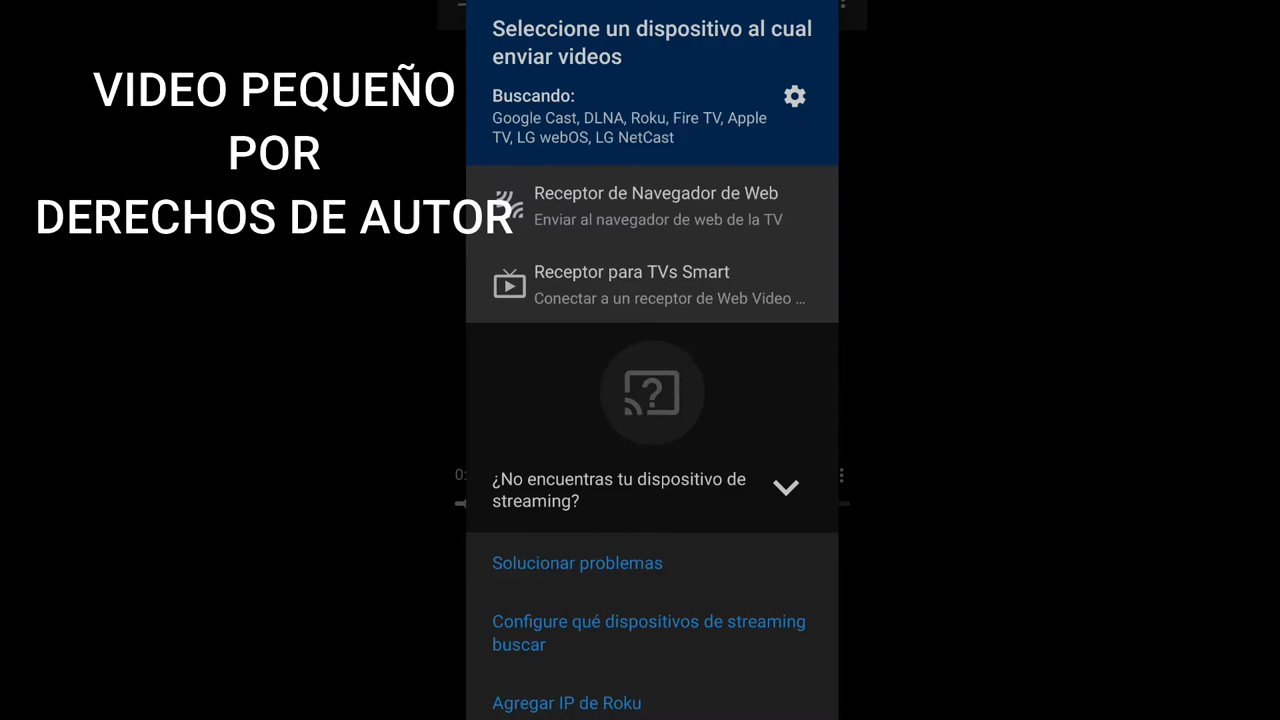 VIDEO PEQUEÑO
POR
DERECHOS DE AUTOR
Seleccione un dispositivo al cual
enviar videos
Buscando:
Google Cast, DLNA, Roku, Fire TV, Apple
TV, LG webOS, LG NetCast
Receptor de Navegador de Web
Enviar al navegador de web de la TV
Receptor para TVs Smart
Conectar a un receptor de Web Video ...
0:
¿No encuentras tu dispositivo de
streaming?
Solucionar problemas
Configure qué dispositivos de streaming
buscar
Agregar IP de Roku